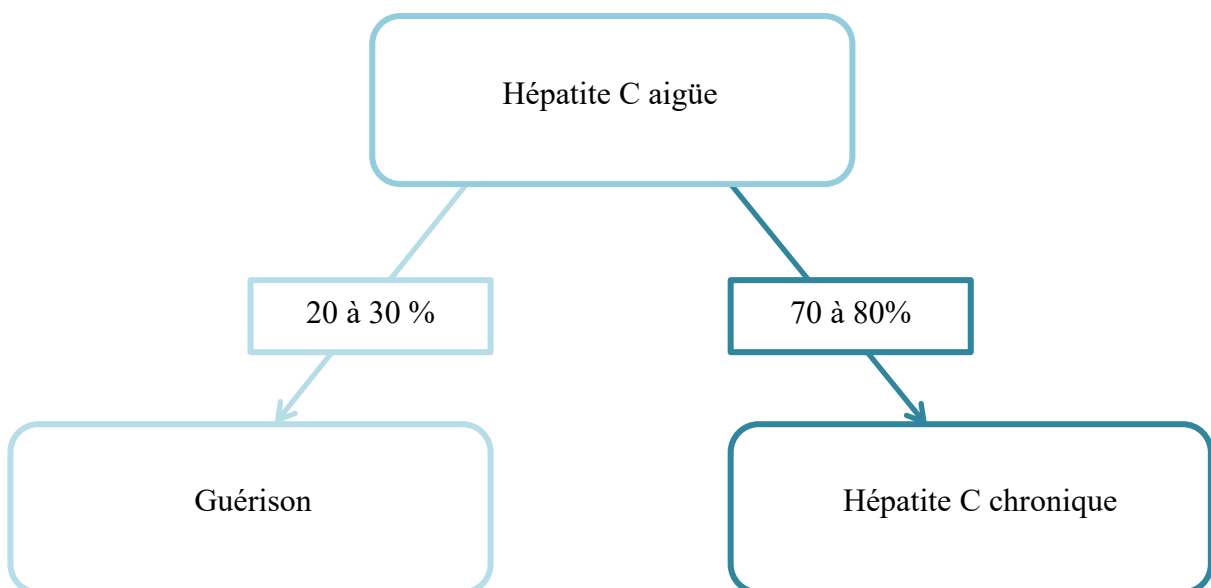 Hépatite C aigüe
20 à 30 %
70 à 80%
Guérison
Hépatite C chronique